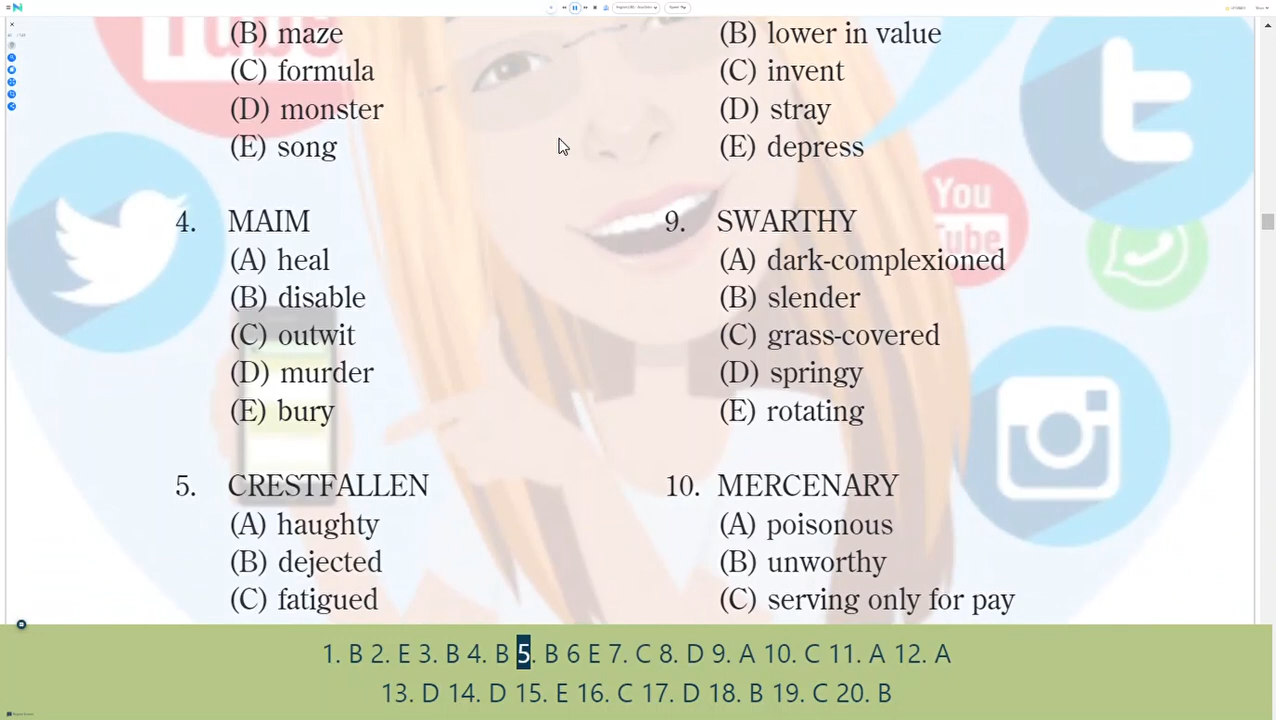 (B) maze
(C) formula
(D) monster
(E) song
4. MAIM
(A) heal
(B) disable
(C) outwit
(D) murder
(E) bury
5. CRESTFALLEN
(A) haughty
(B) dejected
(C) fatigued
(B) lower in value
(C) invent
(D) stray
(E) depress
9. SWARTHY
(A) dark-complexioned
(B) slender
(C) grass-covered
(D) springy
(E) rotating
10. MERCENARY
(A) poisonous
(B) unworthy
(C) serving only for pay
Tube
You
Tube
1. B 2. E 3. B 4. B 5. B 6 E 7. C 8. D 9. A 10. C 11. A 12. A
13. D 14. D 15. E 16. C 17. D 18. B 19. C 20. B